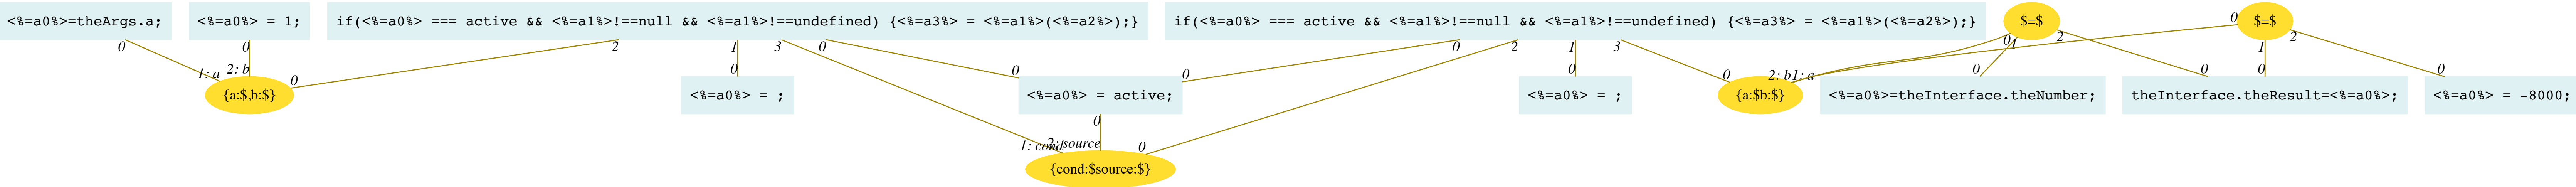 <%=a0%>=theArgs.a;
<%=a0%> = 1;
if(<%=a0%> === active && <%=a1%>!==null && <%=a1%>!==undefined) {<%=a3%> = <%=a1%>(<%=a2%>);}
if(<%=a0%> === active && <%=a1%>!==null && <%=a1%>!==undefined) {<%=a3%> = <%=a1%>(<%=a2%>);}
$=$
$=$
0
0
2
1
3
0
0
2
1
3
0
1
2
0
1
2
1: a
2: b
0
0
0
0
0
0
2: b
1: a
0
0
0
0
{a:$,b:$}
<%=a0%> = ;
<%=a0%> = active;
<%=a0%> = ;
{a:$b:$}
<%=a0%>=theInterface.theNumber;
theInterface.theResult=<%=a0%>;
<%=a0%> = -8000;
0
1: cond
2: source
0
{cond:$source:$}